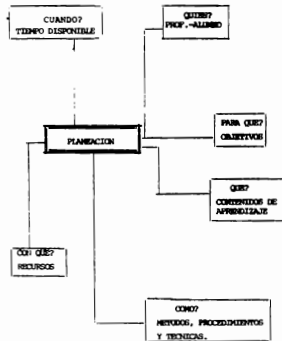 CUANDO?
TIEMPO DISPONIBLE
QUIEN?
PROF.-ALUMNO
PARA QUE?
OBJETIVOS
PLANEACION
QUE?
CONTENIDOS DE
APRENDIZAJE
CON QUE?
RECURSOS
COMO?
METODOS, PROCEDIMIENTOS
Y TECNICAS.